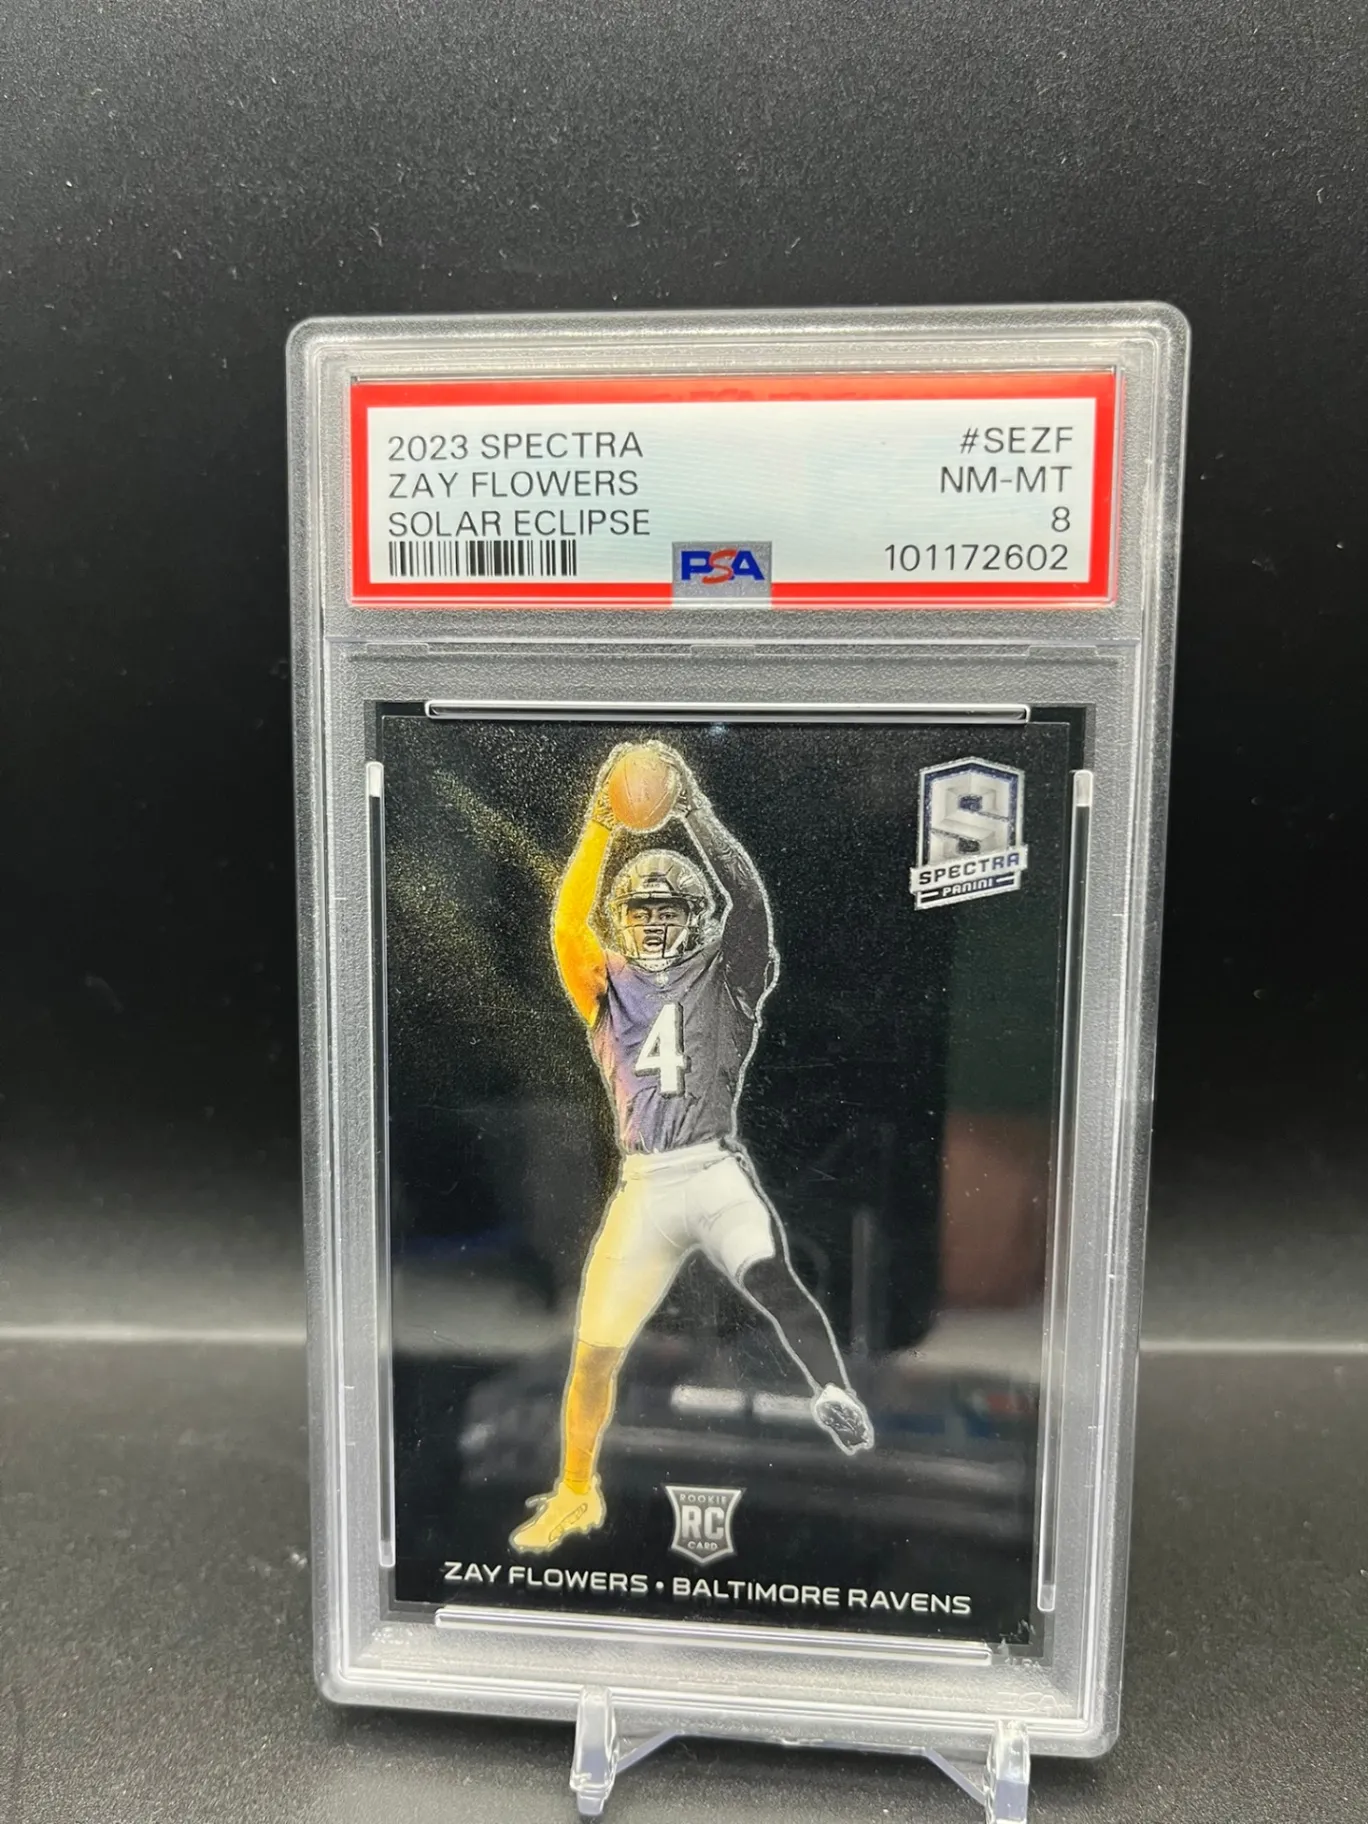 2023 SPECTRA #SEZF
ZAY FLOWERS NM-MT
SOLAR ECLIPSE 8
PSA 101172602
SPECTRA
PANINI
4
ROOKIE
RC
CARD
ZAY FLOWERS • BALTIMORE RAVENS